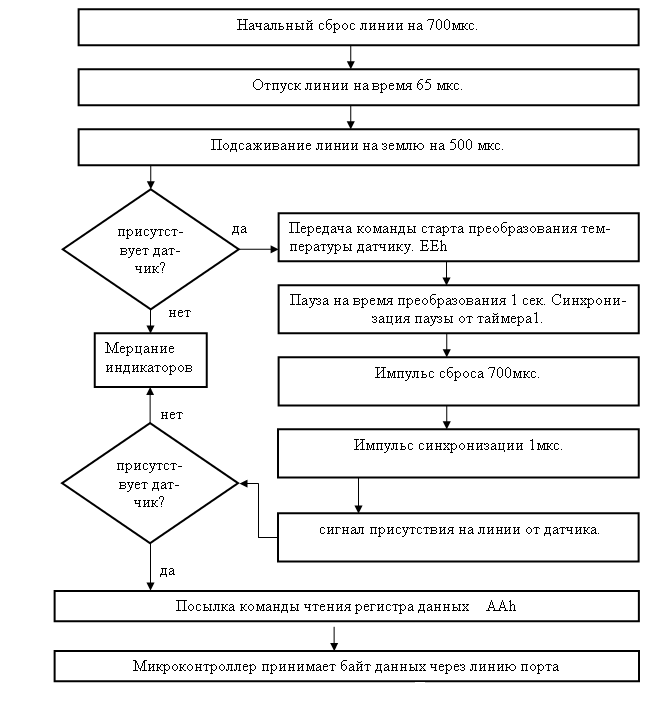 Начальный сброс линии на 700мкс.
Отпуск линии на время 65 мкс.
Подсаживание линии на землю на 500 мкс.
присутст-
вует дат-
чик?
да
Передача команды старта преобразования тем-
пературы датчику. EEh
Пауза на время преобразования 1 сек. Синхрони-
зация паузы от таймера1.
нет
Мерцание
индикаторов
Импульс сброса 700мкс.
нет
Импульс синхронизации 1мкс.
присутст-
вует дат-
чик?
сигнал присутствия на линии от датчика.
да
Посылка команды чтения регистра данных AAh
Микроконтроллер принимает байт данных через линию порта